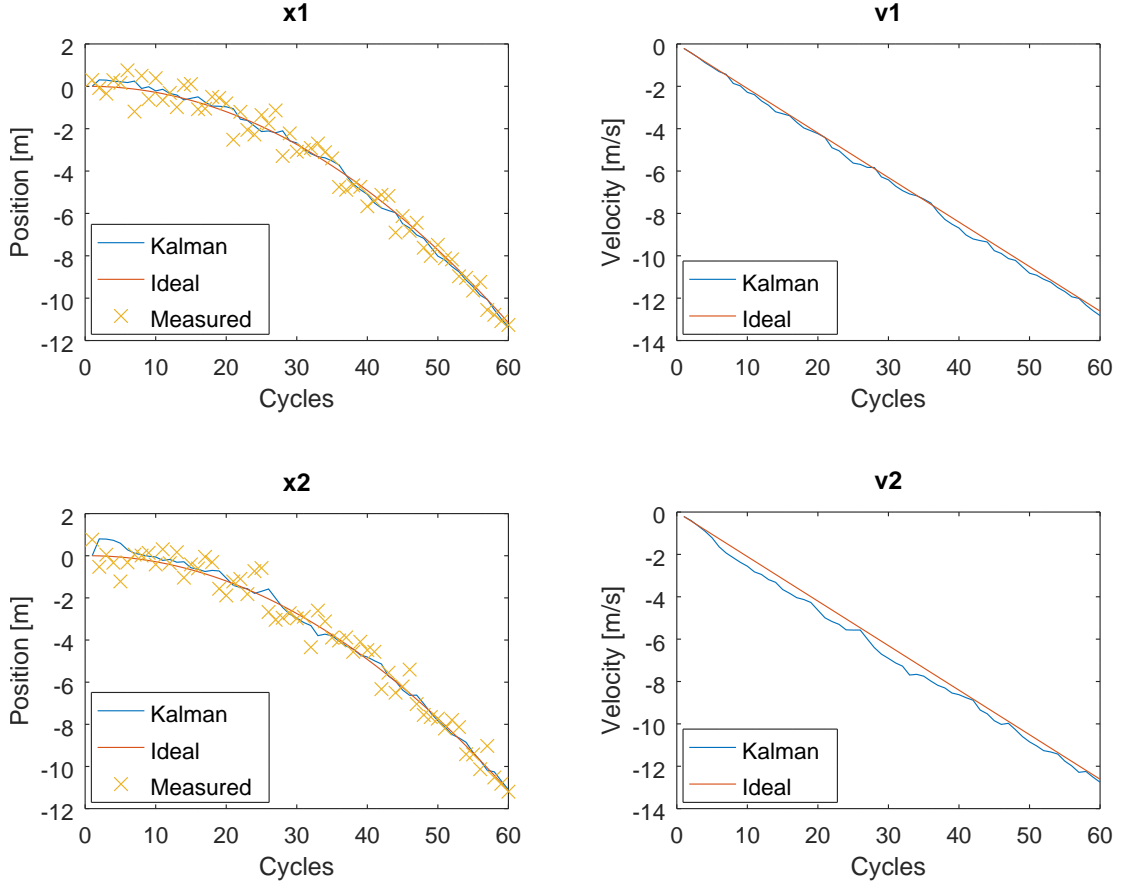 x1
2
0
-2
-4
-6
-8
-10
-12
Position [m]
Kalman
Ideal
Measured
0 10 20 30 40 50 60
Cycles
v1
0
-2
-4
-6
-8
-10
-12
-14
Velocity [m/s]
Kalman
Ideal
0 10 20 30 40 50 60
Cycles
x2
2
0
-2
-4
-6
-8
-10
-12
Position [m]
Kalman
Ideal
Measured
0 10 20 30 40 50 60
Cycles
v2
0
-2
-4
-6
-8
-10
-12
-14
Velocity [m/s]
Kalman
Ideal
0 10 20 30 40 50 60
Cycles